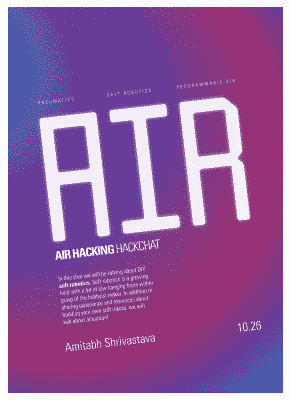 PNEUMATICS SOFT ROBOTICS PROGRAMMABLE AIR
AIR
AIR HACKING HACKCHAT
In this chat we will be talking about DIY
soft robotics. Soft robotics is a growing
field with a lot of low hanging fruits within
grasp of the hobbyist maker. In addition to
sharing experience and resources about
building your own soft robots, we will
talk about actuation!
Amitabh Shrivastava
10.26